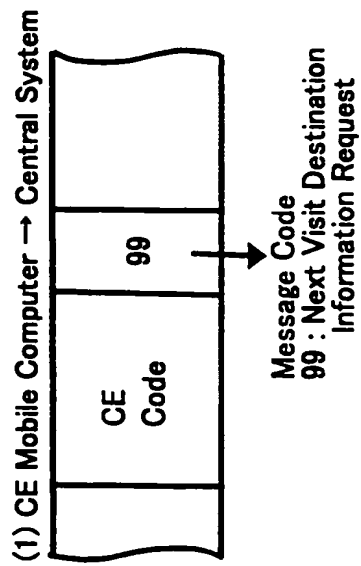 (1) CE Mobile Computer → Central System
CE
Code
99
Message Code
99 : Next Visit Destination
Information Request